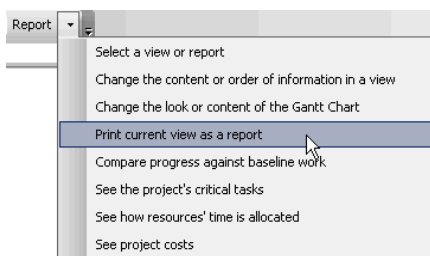 Report
Select a view or report
Change the content or order of information in a view
Change the look or content of the Gantt Chart
Print current view as a report
Compare progress against baseline work
See the project's critical tasks
See how resources' time is allocated
See project costs